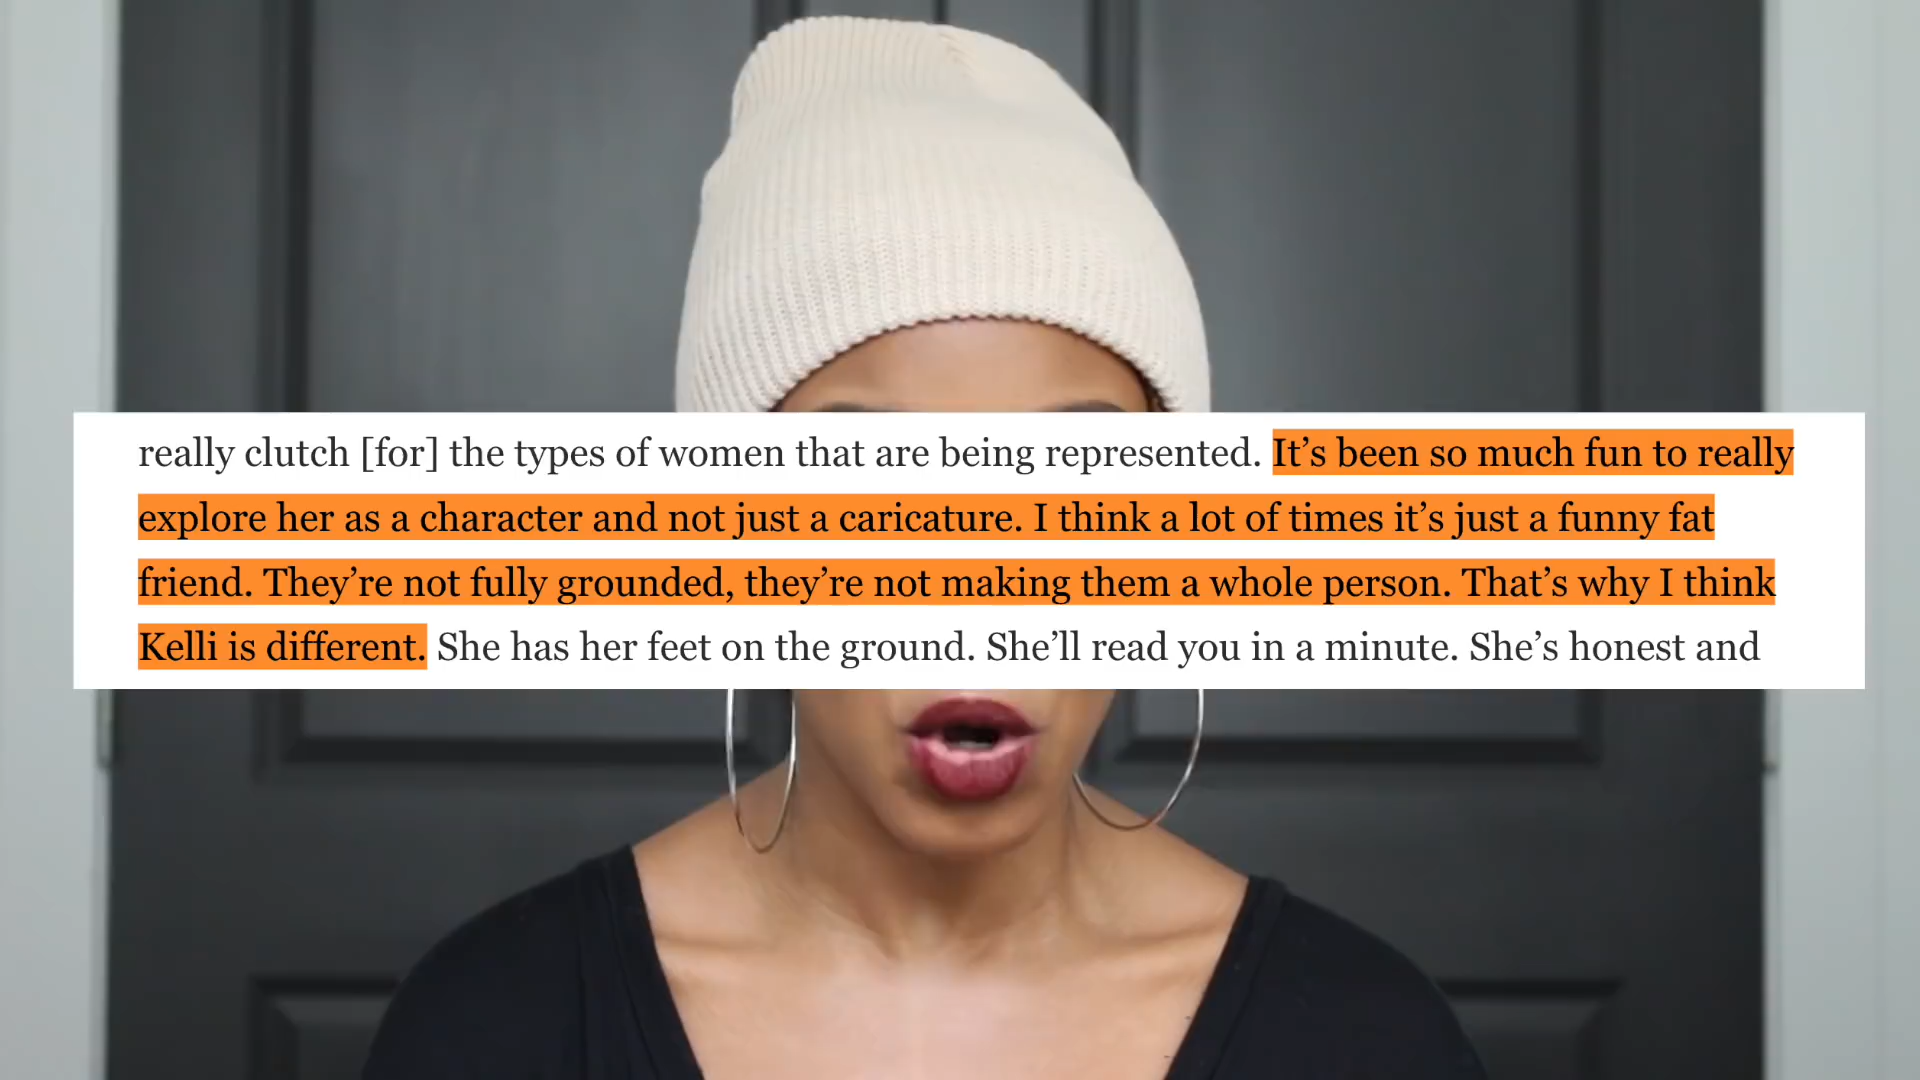 really clutch [for] the types of women that are being represented. It’s been so much fun to really
explore her as a character and not just a caricature. I think a lot of times it’s just a funny fat
friend. They’re not fully grounded, they’re not making them a whole person. That’s why I think
Kelli is different. She has her feet on the ground. She’ll read you in a minute. She’s honest and